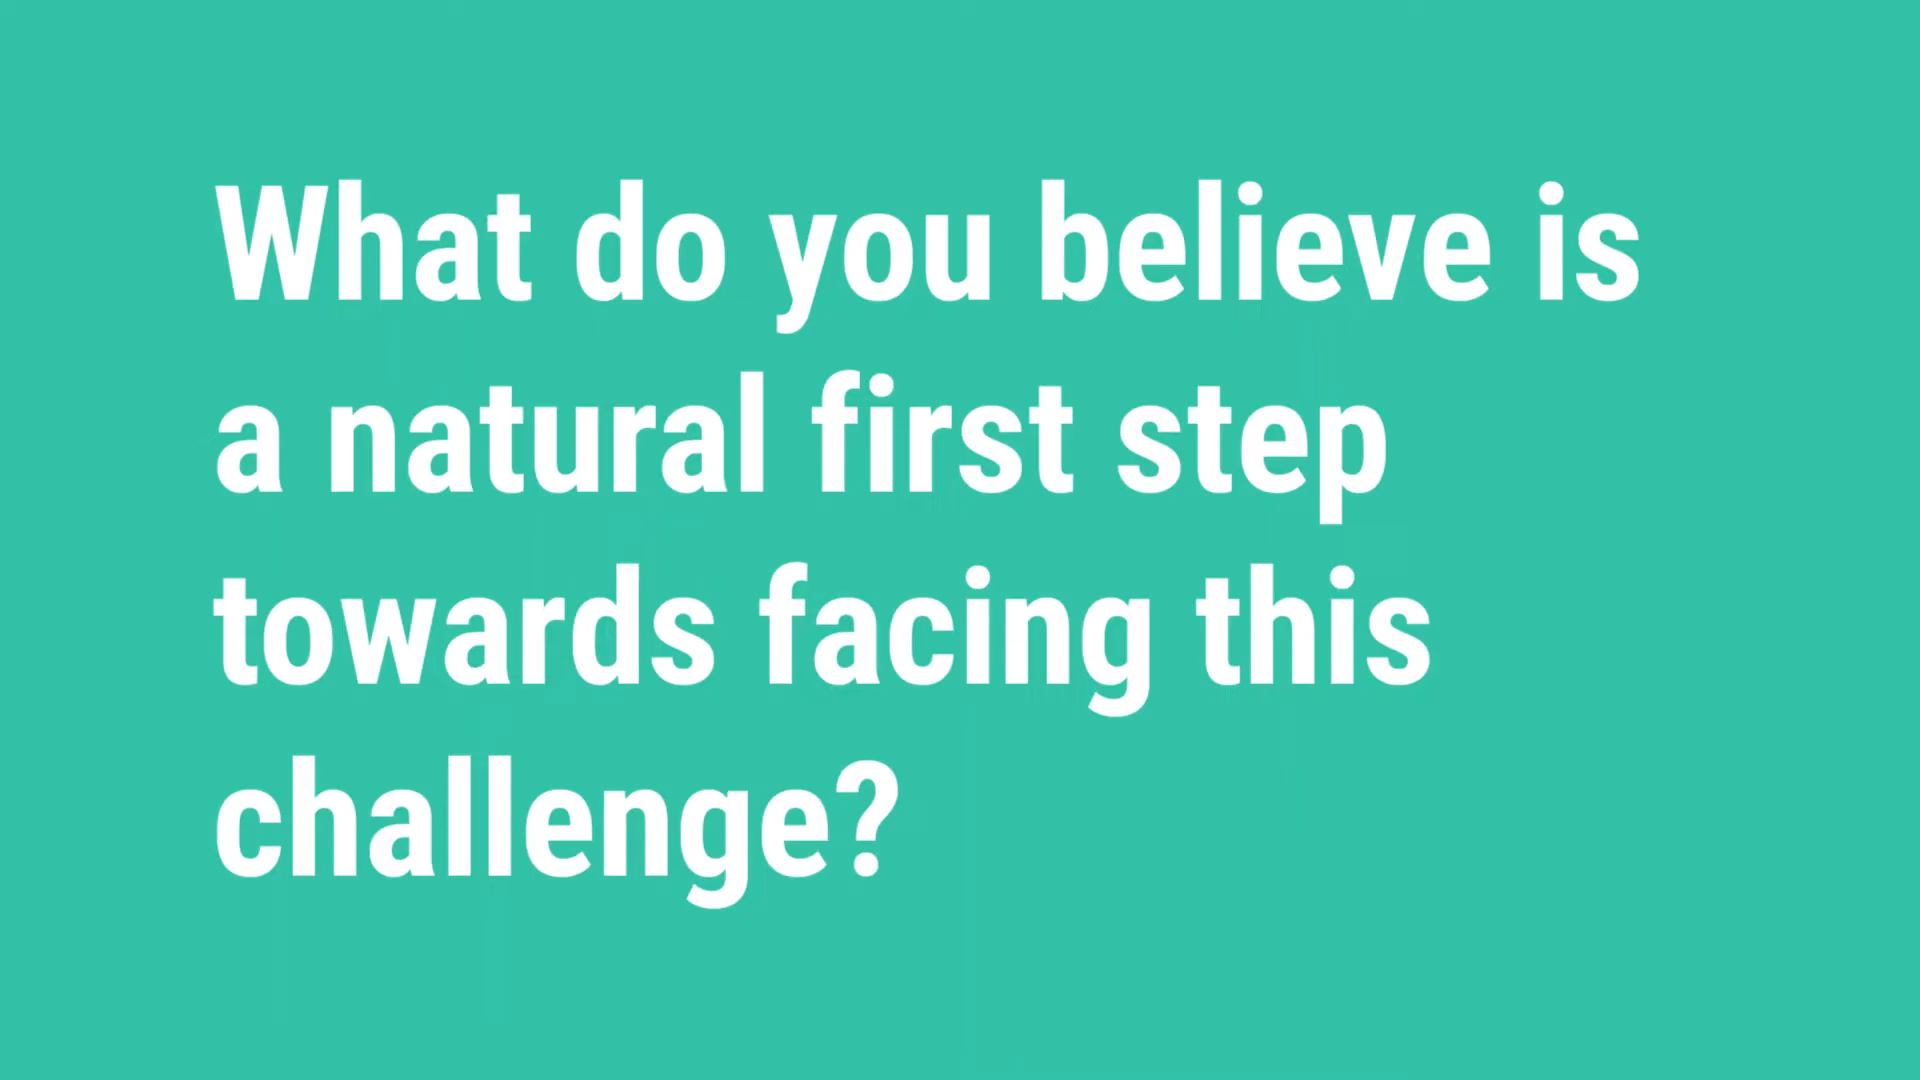 What do you believe is
a natural first step
towards facing this
challenge?